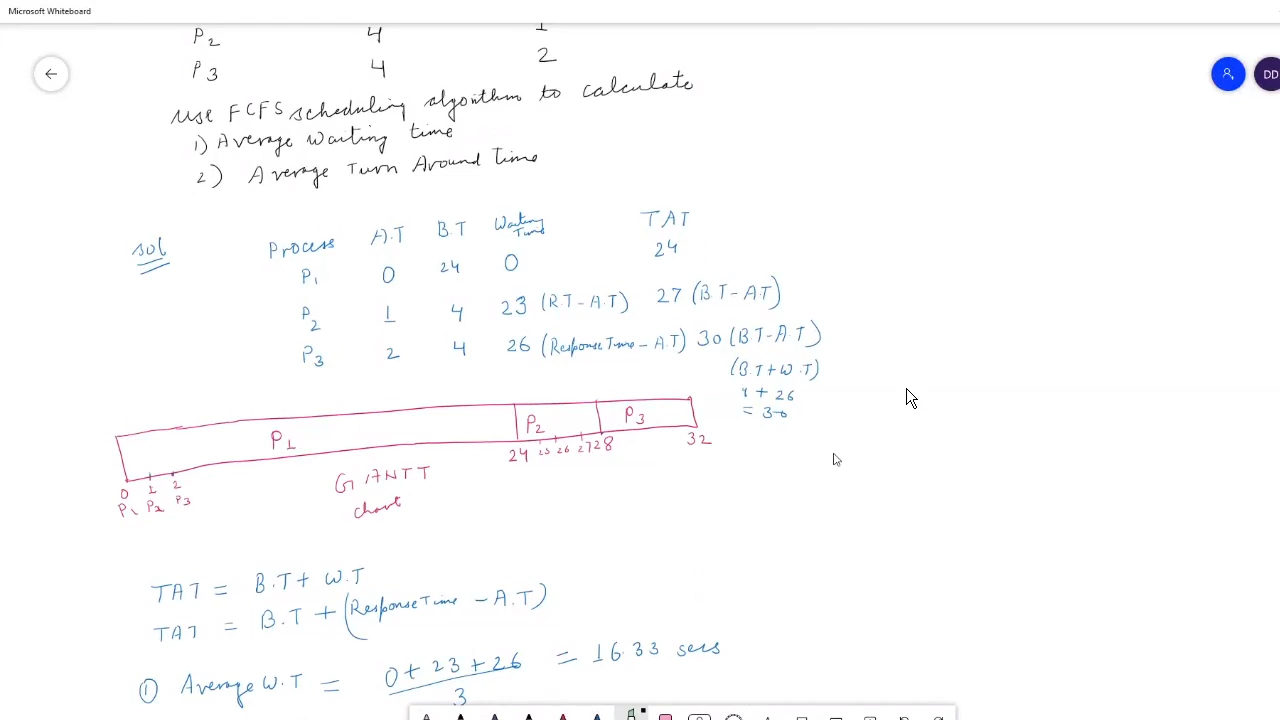 Microsoft Whiteboard
P2 4 1
P3 4 2
DD
Use FCFS scheduling algorithm to calculate
1) Average Waiting time
2) Average Turn Around time
Sol
Process A.T B.T Waiting Time TAT
P1 0 24 0 24
P2 1 4 23 (R.T - A.T) 27 (B.T - A.T)
P3 2 4 26 (Response Time - A.T) 30 (B.T - A.T)
(B.T + W.T)
4 + 26
= 30
P1 P2 P3
24 25 26 27 28 32
0 1 2
P1 P2 P3
GANTT
chart
TAT = B.T + W.T
TAT = B.T + (Response Time - A.T)
① Average W.T = 0 + 23 + 26 = 16.33 secs
3